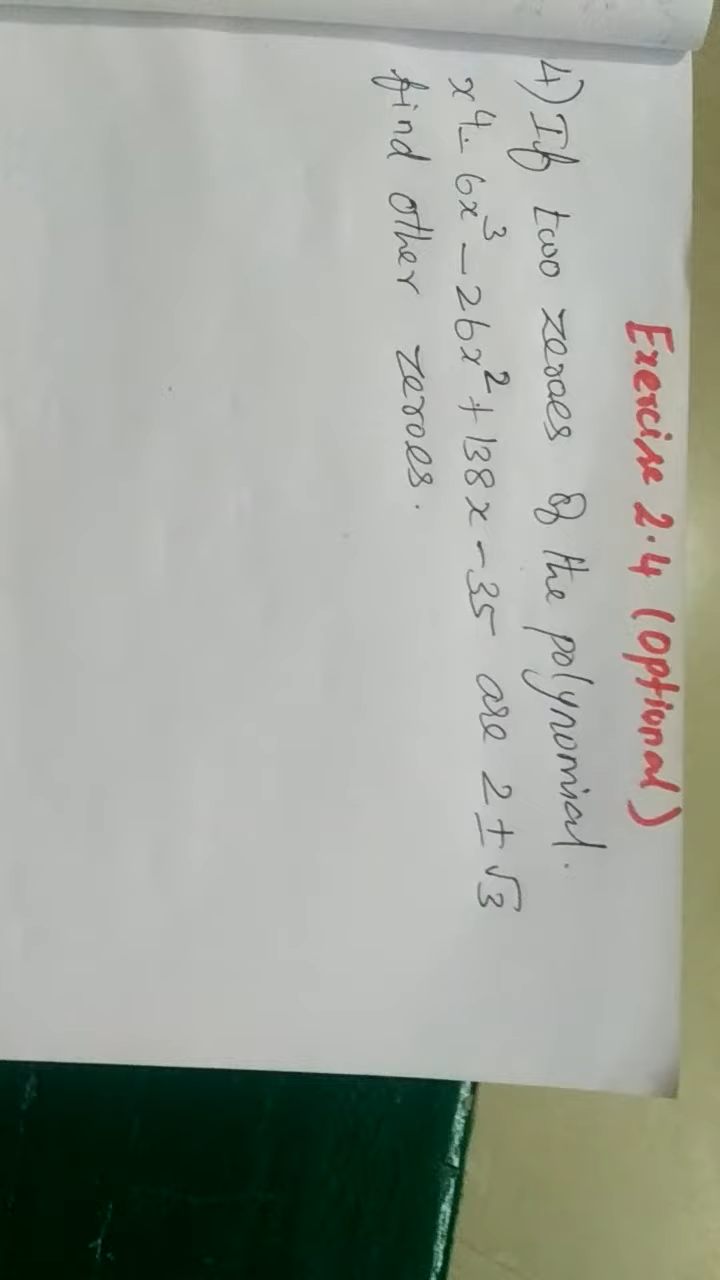 Exercise 2.4 (Optional)
4) If two zeroes of the polynomial.
x⁴- 6x³ - 26x² + 138x - 35 are 2 ± √3
find other zeroes.